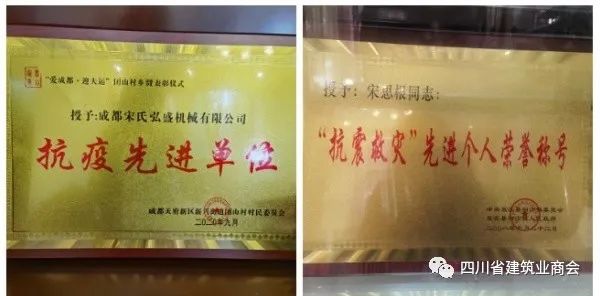 "爱成都·迎大运"团山村乡贤表彰仪式
授予:成都宋氏弘盛机械有限公司
抗疫先进单位
成都天府新区新兴街道团山村村民委员会
二〇二〇年九月
授予:宋思根同志:
"抗震救灾"先进个人荣誉称号
四川省建筑业商会